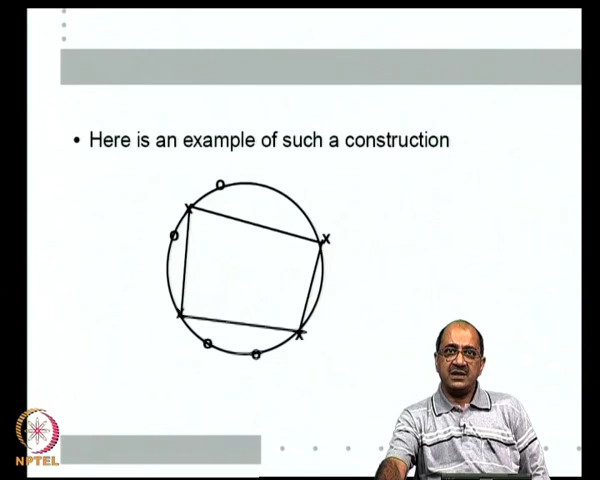 • Here is an example of such a construction
o
x
x
o
x
x
o
o
NPTEL